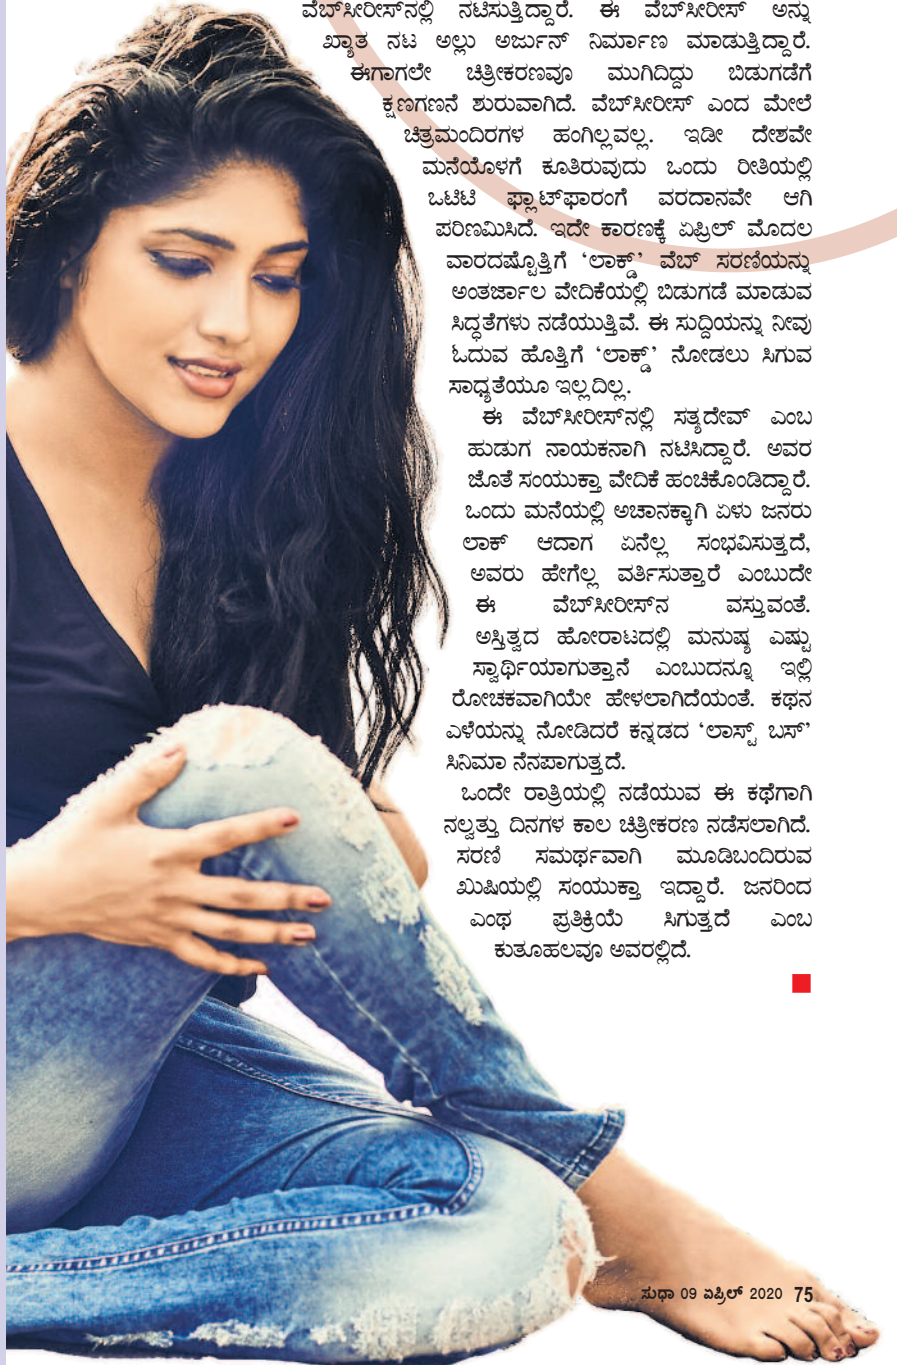 ವೆಬ್‌ಸೀರೀಸ್‌ನಲ್ಲಿ ನಟಿಸುತ್ತಿದ್ದಾರೆ. ಈ ವೆಬ್‌ಸೀರೀಸ್ ಅನ್ನು
ಖ್ಯಾತ ನಟ ಅಲ್ಲು ಅರ್ಜುನ್ ನಿರ್ಮಾಣ ಮಾಡುತ್ತಿದ್ದಾರೆ.
ಈಗಾಗಲೇ ಚಿತ್ರೀಕರಣವೂ ಮುಗಿದಿದ್ದು ಬಿಡುಗಡೆಗೆ
ಕ್ಷಣಗಣನೆ ಶುರುವಾಗಿದೆ. ವೆಬ್‌ಸೀರೀಸ್ ಎಂದ ಮೇಲೆ
ಚಿತ್ರಮಂದಿರಗಳ ಹಂಗಿಲ್ಲವಲ್ಲ. ಇಡೀ ದೇಶವೇ
ಮನೆಯೊಳಗೆ ಕೂತಿರುವುದು ಒಂದು ರೀತಿಯಲ್ಲಿ
ಒಟಿಟಿ ಫ್ಲಾಟ್‌ಫಾರಂಗೆ ವರದಾನವೇ ಆಗಿ
ಪರಿಣಮಿಸಿದೆ. ಇದೇ ಕಾರಣಕ್ಕೆ ಏಪ್ರಿಲ್ ಮೊದಲ
ವಾರದಷ್ಟೊತ್ತಿಗೆ ‘ಲಾಕ್ಡ್’ ವೆಬ್ ಸರಣಿಯನ್ನು
ಅಂತರ್ಜಾಲ ವೇದಿಕೆಯಲ್ಲಿ ಬಿಡುಗಡೆ ಮಾಡುವ
ಸಿದ್ಧತೆಗಳು ನಡೆಯುತ್ತಿವೆ. ಈ ಸುದ್ದಿಯನ್ನು ನೀವು
ಓದುವ ಹೊತ್ತಿಗೆ ‘ಲಾಕ್ಡ್’ ನೋಡಲು ಸಿಗುವ
ಸಾಧ್ಯತೆಯೂ ಇಲ್ಲದಿಲ್ಲ.
ಈ ವೆಬ್‌ಸೀರೀಸ್‌ನಲ್ಲಿ ಸತ್ಯದೇವ್ ಎಂಬ
ಹುಡುಗ ನಾಯಕನಾಗಿ ನಟಿಸಿದ್ದಾರೆ. ಅವರ
ಜೊತೆ ಸಂಯುಕ್ತಾ ವೇದಿಕೆ ಹಂಚಿಕೊಂಡಿದ್ದಾರೆ.
ಒಂದು ಮನೆಯಲ್ಲಿ ಅಚಾನಕ್ಕಾಗಿ ಏಳು ಜನರು
ಲಾಕ್ ಆದಾಗ ಏನೆಲ್ಲ ಸಂಭವಿಸುತ್ತದೆ,
ಅವರು ಹೇಗೆಲ್ಲ ವರ್ತಿಸುತ್ತಾರೆ ಎಂಬುದೇ
ಈ ವೆಬ್‌ಸೀರೀಸ್‌ನ ವಸ್ತುವಂತೆ.
ಅಸ್ತಿತ್ವದ ಹೋರಾಟದಲ್ಲಿ ಮನುಷ್ಯ ಎಷ್ಟು
ಸ್ವಾರ್ಥಿಯಾಗುತ್ತಾನೆ ಎಂಬುದನ್ನೂ ಇಲ್ಲಿ
ರೋಚಕವಾಗಿಯೇ ಹೇಳಲಾಗಿದೆಯಂತೆ. ಕಥನ
ಎಳೆಯನ್ನು ನೋಡಿದರೆ ಕನ್ನಡದ ‘ಲಾಸ್ಟ್ ಬಸ್’
ಸಿನಿಮಾ ನೆನಪಾಗುತ್ತದೆ.
ಒಂದೇ ರಾತ್ರಿಯಲ್ಲಿ ನಡೆಯುವ ಈ ಕಥೆಗಾಗಿ
ನಲ್ವತ್ತು ದಿನಗಳ ಕಾಲ ಚಿತ್ರೀಕರಣ ನಡೆಸಲಾಗಿದೆ.
ಸರಣಿ ಸಮರ್ಥವಾಗಿ ಮೂಡಿಬಂದಿರುವ
ಖುಷಿಯಲ್ಲಿ ಸಂಯುಕ್ತಾ ಇದ್ದಾರೆ. ಜನರಿಂದ
ಎಂಥ ಪ್ರತಿಕ್ರಿಯೆ ಸಿಗುತ್ತದೆ ಎಂಬ
ಕುತೂಹಲವೂ ಅವರಲ್ಲಿದೆ.
ಸುಧಾ 09 ಏಪ್ರಿಲ್ 2020 75